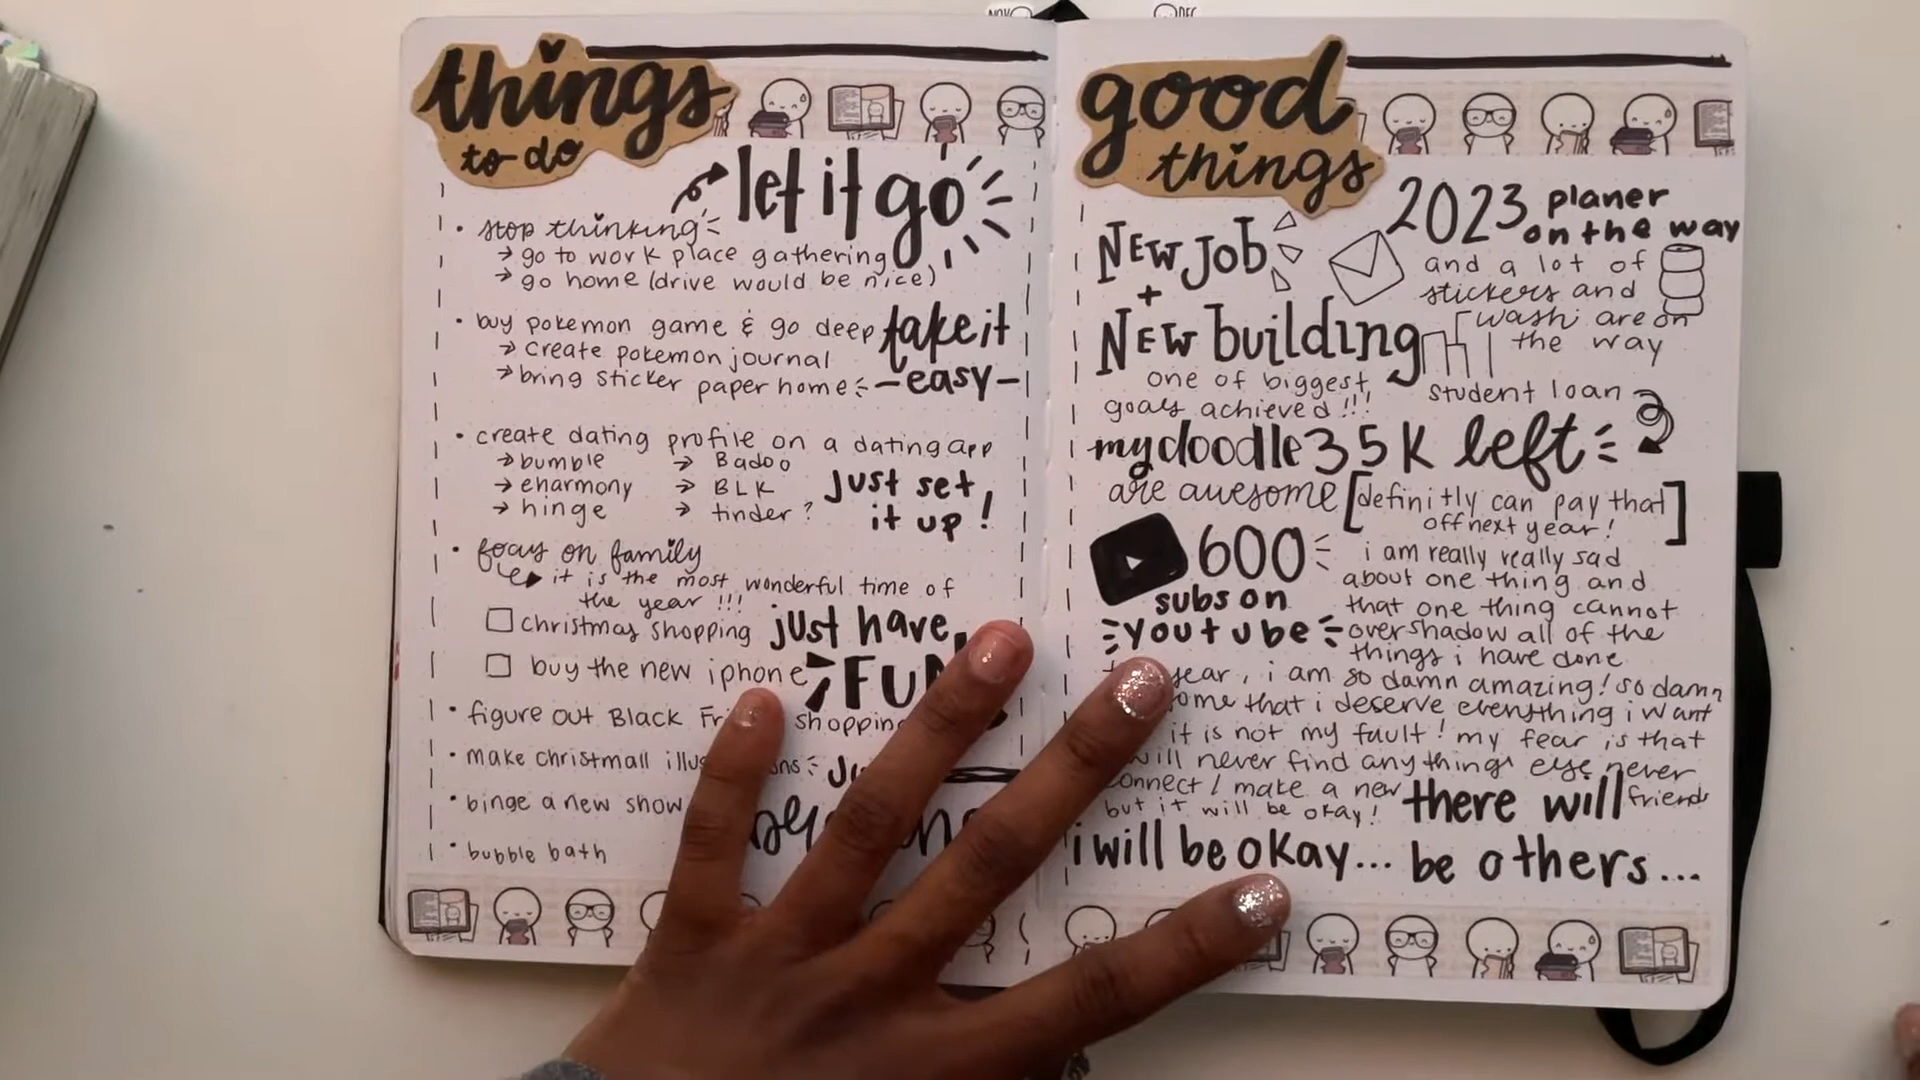 NOV
DEC
things
to do
let it go
• stop thinking
→ go to work place gathering
→ go home (drive would be nice)
• buy pokemon game & go deep
→ create pokemon journal
→ bring sticker paper home
take it
-easy-
• create dating profile on a dating app
→ bumble → Badoo
→ eharmony → BLK
→ hinge → tinder?
just set
it up!
• focus on family
it is the most wonderful time of
the year!!!
christmas shopping
just have
buy the new iphone
FUN
• figure out Black shopping
• make christmall
• binge a new show
• bubble bath
good
things
2023 planer
on the way
and a lot of
stickers and
washi are on
the way
New Job
+
New building
one of biggest
goals achieved!!!
student loan
35K left
[definitly can pay that
off next year!]
my doodle
are awesome
600
subs on
youtube
i am really really sad
about one thing and
that one thing cannot
overshadow all of the
things i have done
year, i am so damn amazing! so damn
that i deserve everything i want
it is not my fault! my fear is that
will never find any things else never
connect / make a new
friends
but it will be okay!
there will
be others...
i will be okay...